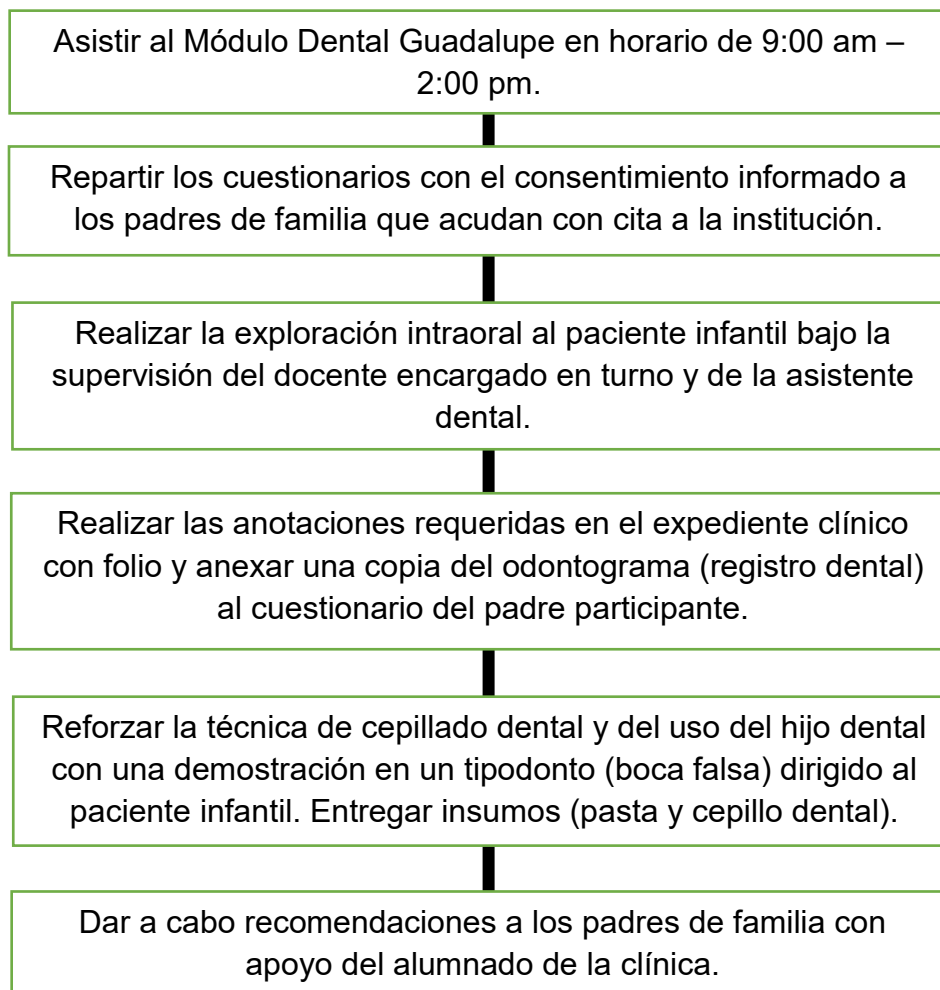 Asistir al Módulo Dental Guadalupe en horario de 9:00 am –
2:00 pm.
Repartir los cuestionarios con el consentimiento informado a
los padres de familia que acudan con cita a la institución.
Realizar la exploración intraoral al paciente infantil bajo la
supervisión del docente encargado en turno y de la asistente
dental.
Realizar las anotaciones requeridas en el expediente clínico
con folio y anexar una copia del odontograma (registro dental)
al cuestionario del padre participante.
Reforzar la técnica de cepillado dental y del uso del hijo dental
con una demostración en un tipodonto (boca falsa) dirigido al
paciente infantil. Entregar insumos (pasta y cepillo dental).
Dar a cabo recomendaciones a los padres de familia con
apoyo del alumnado de la clínica.